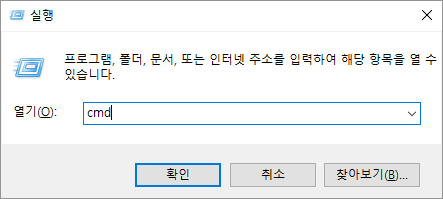 실행
프로그램, 폴더, 문서, 또는 인터넷 주소를 입력하여 해당 항목을 열 수
있습니다.
열기(O): cmd
확인 취소 찾아보기(B)...